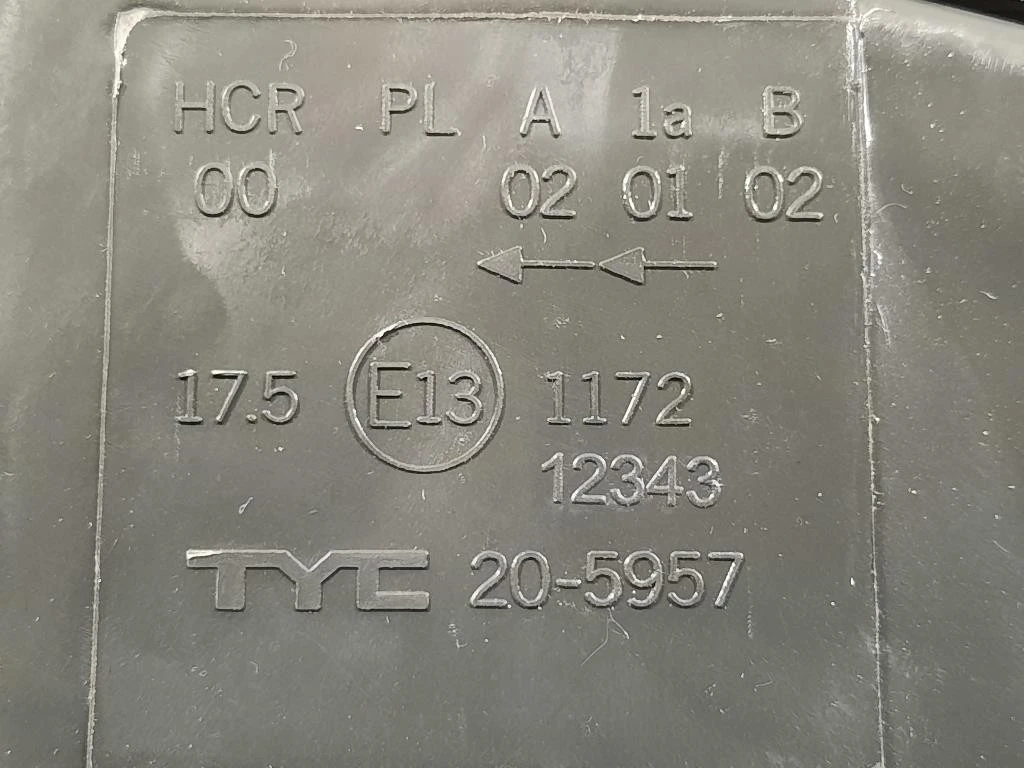 HCR PL A 1a B
00 02 01 02
17.5 E13 1172
12343
TYC 20-5957